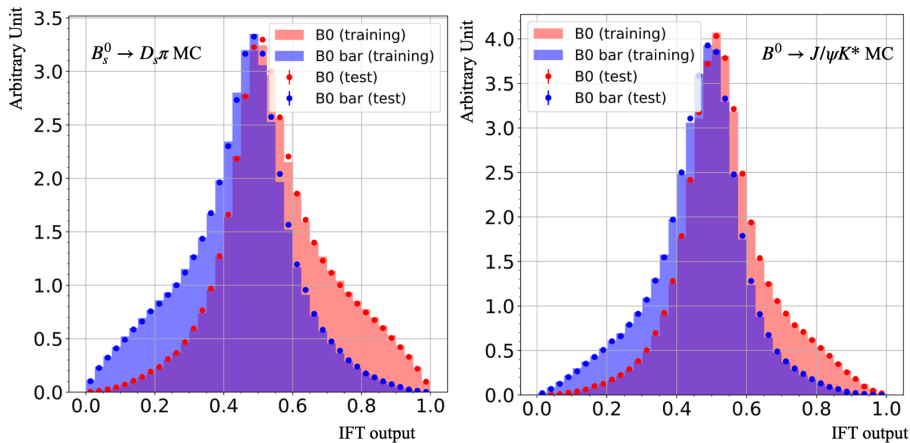 B_s^0 → D_sπ MC
B0 (training)
B0 bar (training)
B0 (test)
B0 bar (test)
Arbitrary Unit
3.5
3.0
2.5
2.0
1.5
1.0
0.5
0.0
0.0 0.2 0.4 0.6 0.8 1.0
IFT output
B^0 → J/ψK* MC
B0 (training)
B0 bar (training)
B0 (test)
B0 bar (test)
Arbitrary Unit
4.0
3.5
3.0
2.5
2.0
1.5
1.0
0.5
0.0
0.0 0.2 0.4 0.6 0.8 1.0
IFT output